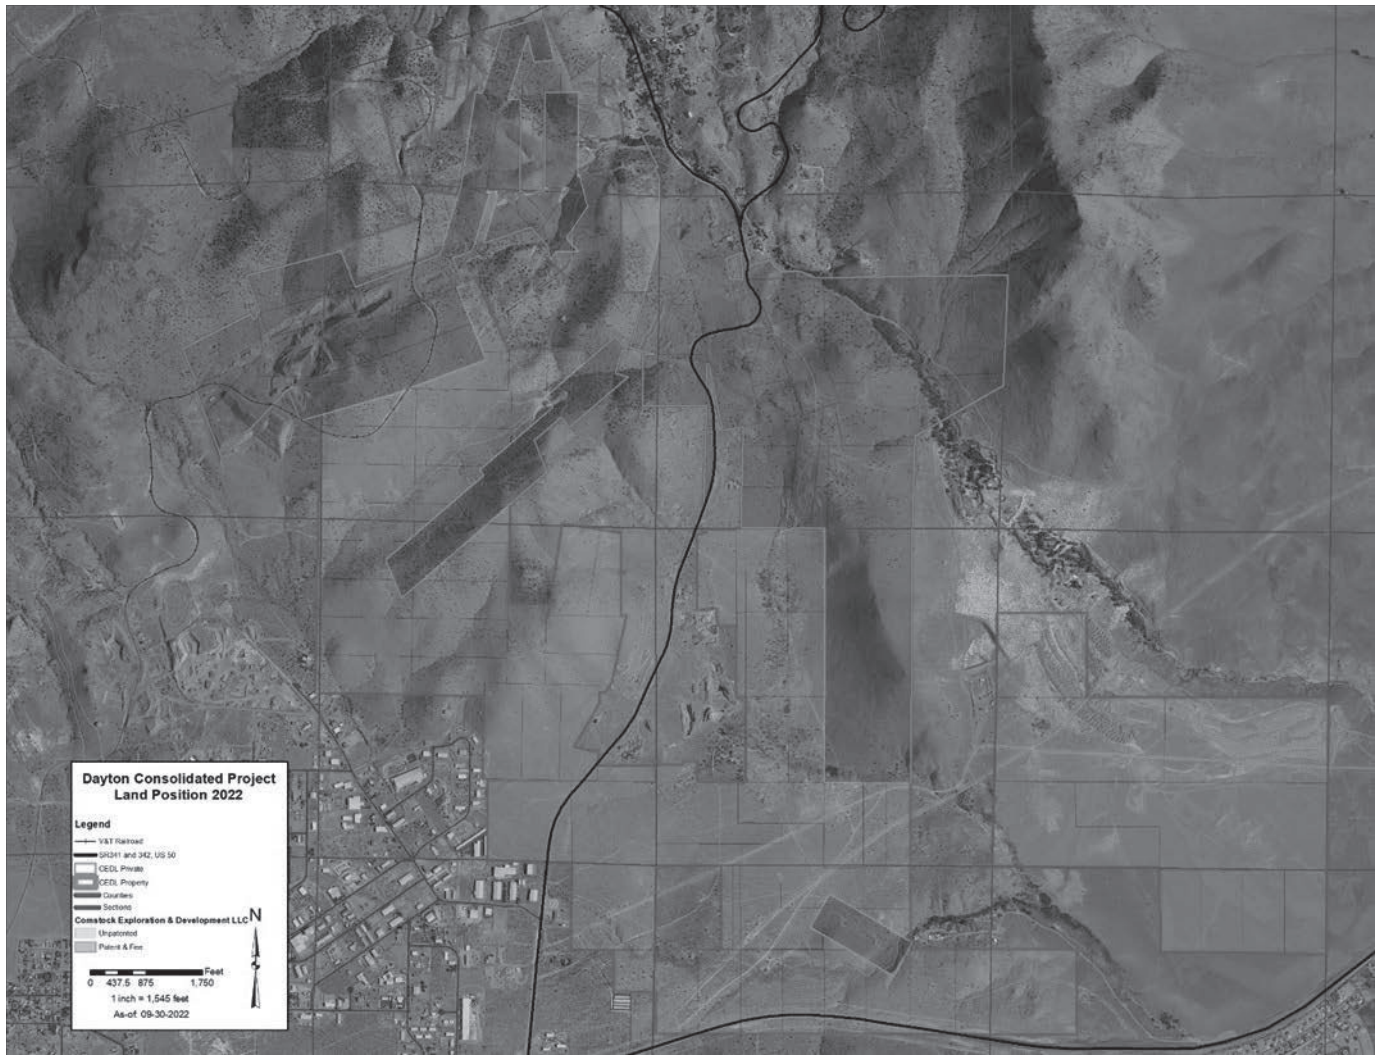 Dayton Consolidated Project
Land Position 2022
Legend
V&T Railroad
SR341 and 342, US 50
CEDL Private
CEDL Property
Counties
Sections
Comstock Exploration & Development LLC
N
Unpatented
Patent & Fee
Feet
0 437.5 875 1,750
1 inch = 1,545 feet
As-of: 09-30-2022